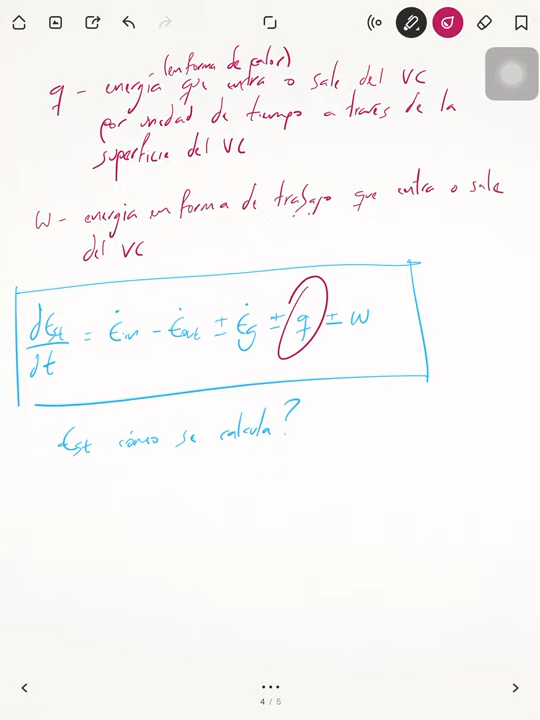 (en forma de calor)
q - energía que entra o sale del VC
por unidad de tiempo a través de la
superficie del VC
W - energía en forma de trabajo que entra o sale
del VC
dEst/dt = Ėin - Ėout ± Ėg ± q ± W
Est cómo se calcula?
4 / 5